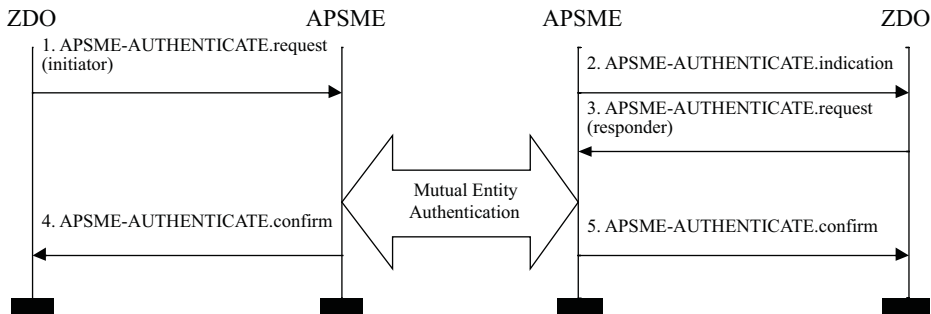 ZDO APSME APSME ZDO
1. APSME-AUTHENTICATE.request
(initiator)
2. APSME-AUTHENTICATE.indication
3. APSME-AUTHENTICATE.request
(responder)
Mutual Entity
Authentication
4. APSME-AUTHENTICATE.confirm
5. APSME-AUTHENTICATE.confirm